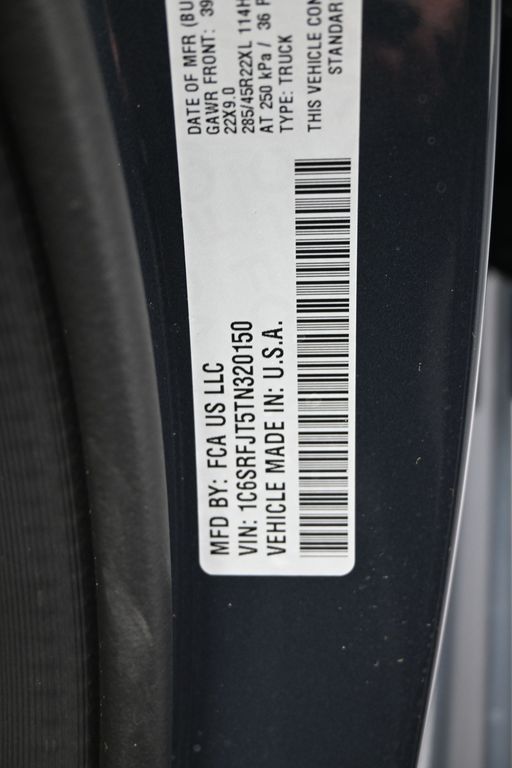 MFD BY: FCA US LLC
VIN: 1C6SRFJT5TN320150
VEHICLE MADE IN: U.S.A.
DATE OF MFR (BU
GAWR FRONT: 39
22X9.0
285/45R22XL 114H
AT 250 kPa / 36 P
TYPE: TRUCK
THIS VEHICLE CON
STANDAR